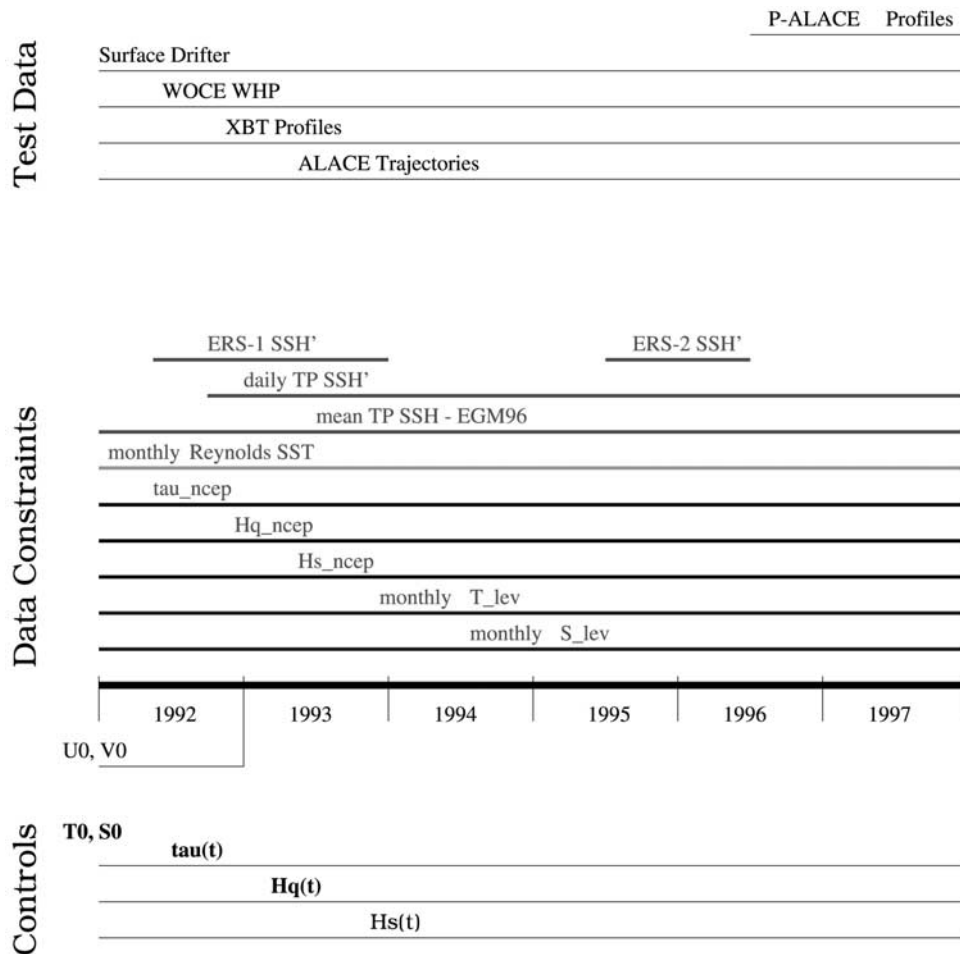 Test Data
P-ALACE Profiles
Surface Drifter
WOCE WHP
XBT Profiles
ALACE Trajectories
Data Constraints
ERS-1 SSH' ERS-2 SSH'
daily TP SSH'
mean TP SSH - EGM96
monthly Reynolds SST
tau_ncep
Hq_ncep
Hs_ncep
monthly T_lev
monthly S_lev
1992 1993 1994 1995 1996 1997
U0, V0
Controls
T0, S0
tau(t)
Hq(t)
Hs(t)